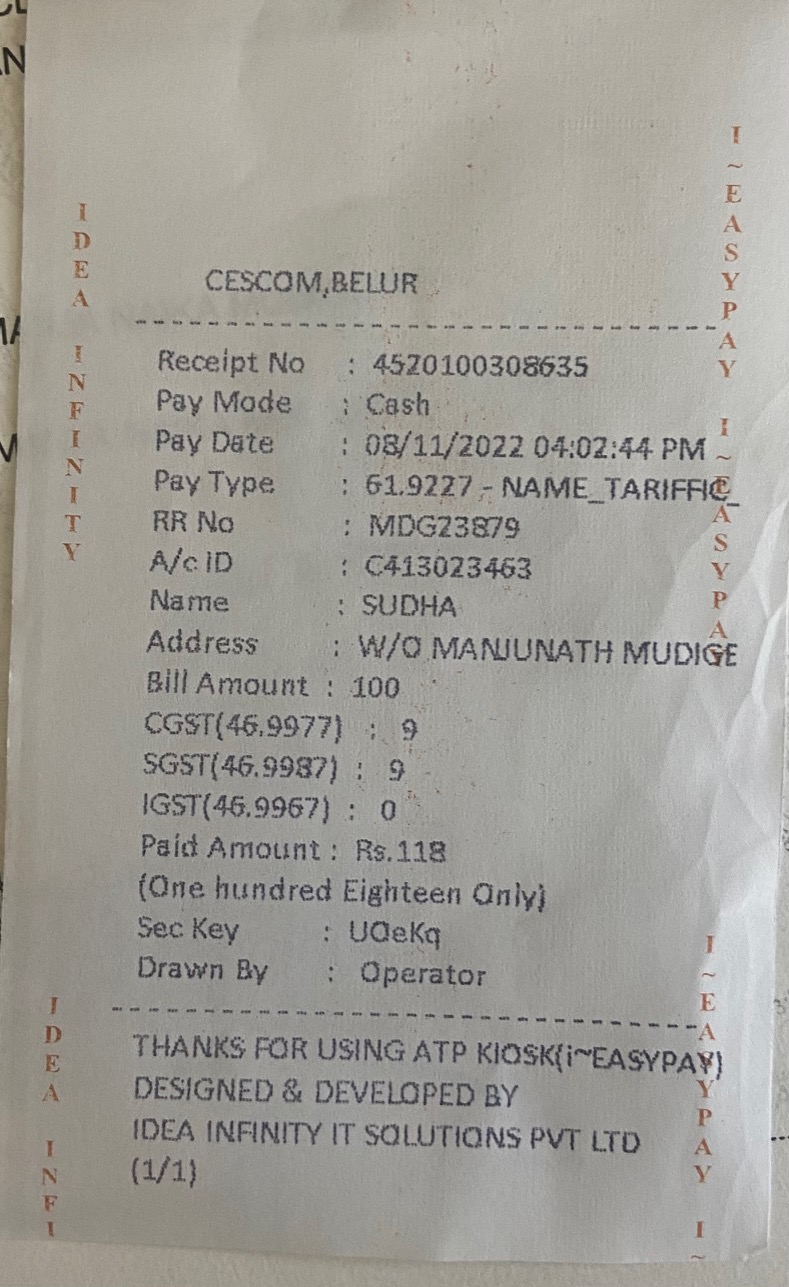 CESCOM,BELUR
Receipt No : 4520100308635
Pay Mode : Cash
Pay Date : 08/11/2022 04:02:44 PM
Pay Type : 61.9227 - NAME_TARIFFIC_
RR No : MDG23879
A/c ID : C413023463
Name : SUDHA
Address : W/O MANJUNATH MUDIGE
Bill Amount : 100
CGST(46.9977) : 9
SGST(46.9987) : 9
IGST(46.9967) : 0
Paid Amount : Rs.118
(One hundred Eighteen Only)
Sec Key : UOeKq
Drawn By : Operator
THANKS FOR USING ATP KIOSK(i~EASYPAY)
DESIGNED & DEVELOPED BY
IDEA INFINITY IT SOLUTIONS PVT LTD
(1/1)
IDEA INFINITY
IDEA INFI
I~EASYPAY I~EASYPAY
I~EASYPAY I~